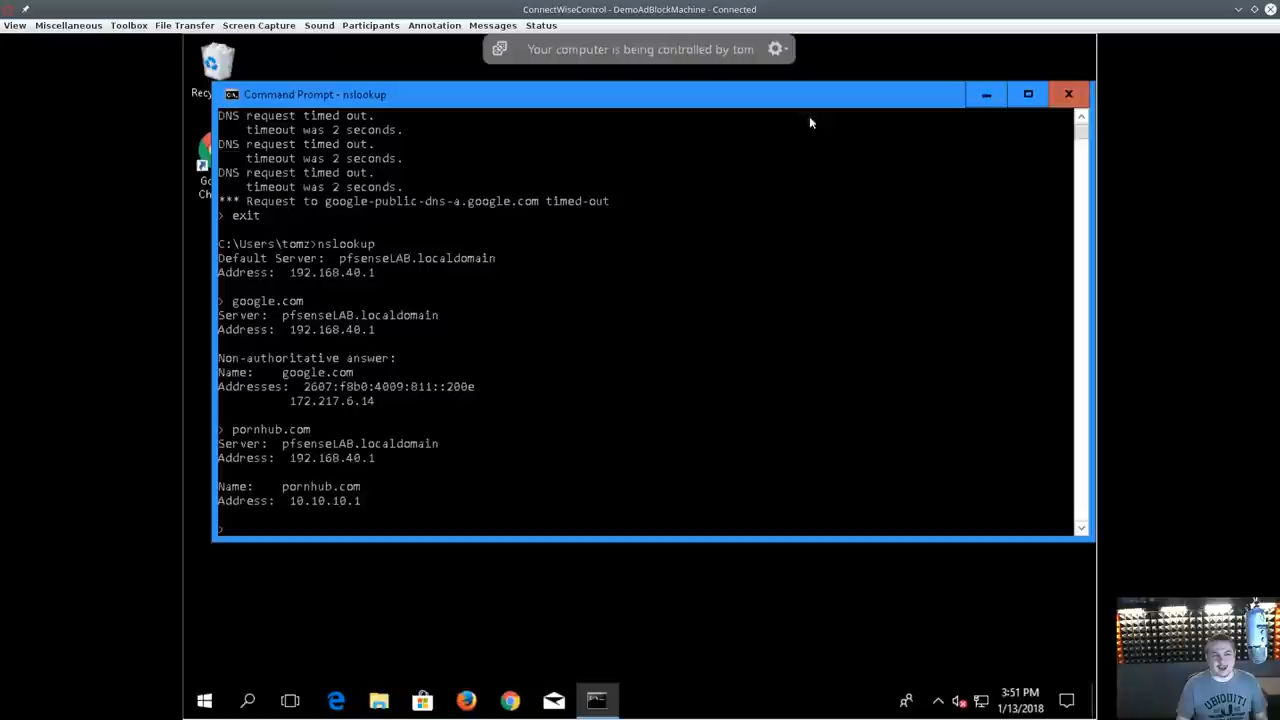 ConnectWiseControl - DemoAdBlockMachine - Connected
View Miscellaneous Toolbox File Transfer Screen Capture Sound Participants Annotation Messages Status
Your computer is being controlled by tom
Command Prompt - nslookup
DNS request timed out.
timeout was 2 seconds.
DNS request timed out.
timeout was 2 seconds.
DNS request timed out.
timeout was 2 seconds.
*** Request to google-public-dns-a.google.com timed-out
> exit
C:\Users\tomz>nslookup
Default Server: pfsenseLAB.localdomain
Address: 192.168.40.1
> google.com
Server: pfsenseLAB.localdomain
Address: 192.168.40.1
Non-authoritative answer:
Name: google.com
Addresses: 2607:f8b0:4009:811::200e
172.217.6.14
> pornhub.com
Server: pfsenseLAB.localdomain
Address: 192.168.40.1
Name: pornhub.com
Address: 10.10.10.1
>
Recy
Go
Ch
3:51 PM
1/13/2018
UBIQUITI